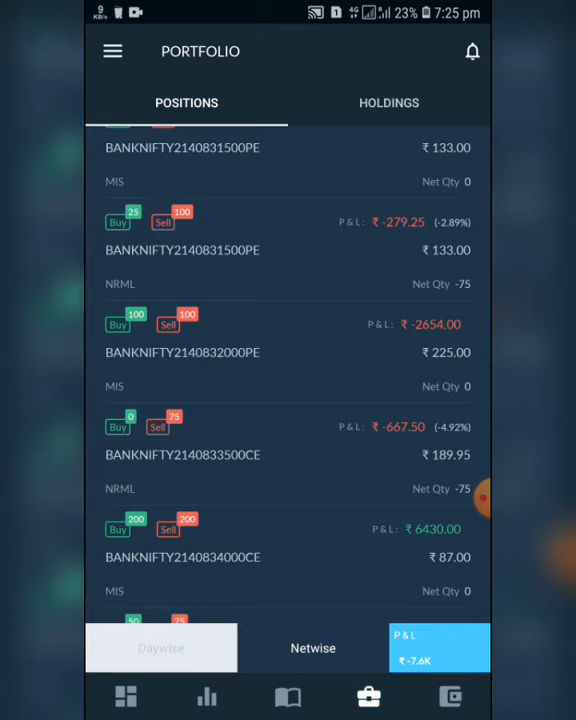 9
KB/s
1 4G 23% 7:25 pm
PORTFOLIO
POSITIONS HOLDINGS
BANKNIFTY2140831500PE ₹ 133.00
MIS Net Qty 0
Buy 25 Sell 100 P & L: ₹ -279.25 (-2.89%)
BANKNIFTY2140831500PE ₹ 133.00
NRML Net Qty -75
Buy 100 Sell 100 P & L: ₹ -2654.00
BANKNIFTY2140832000PE ₹ 225.00
MIS Net Qty 0
Buy 0 Sell 75 P & L: ₹ -667.50 (-4.92%)
BANKNIFTY2140833500CE ₹ 189.95
NRML Net Qty -75
Buy 200 Sell 200 P & L: ₹ 6430.00
BANKNIFTY2140834000CE ₹ 87.00
MIS Net Qty 0
50 75
Daywise Netwise P & L
₹ -7.6K